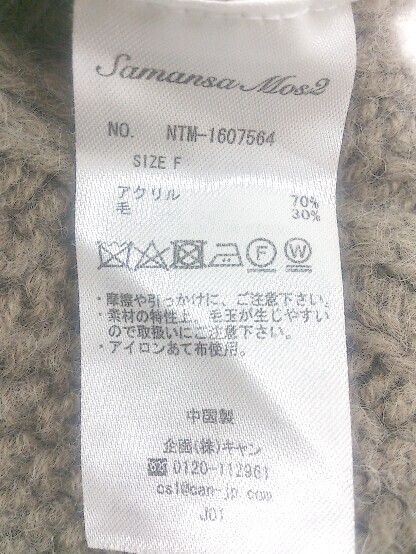 Samansa Mos2
NO. NTM-1607564
SIZE F
アクリル 70%
毛 30%
F W
・摩擦や引っかけに、ご注意下さい。
・素材の特性上、毛玉が生じやすい
ので取扱いにご注意下さい。
・アイロンあて布使用。
中国製
企画(株)キャン
☎0120-112961
cs1@can-jp.com
J01